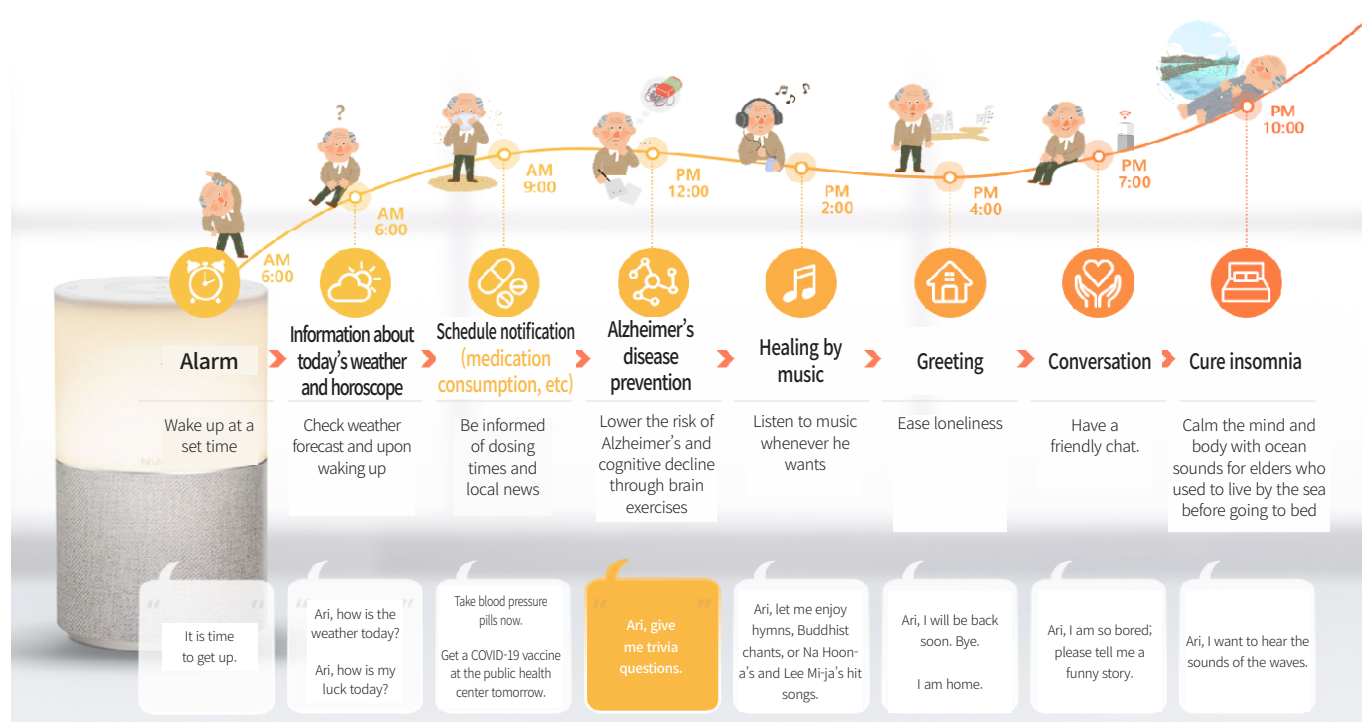 ?
AM
6:00
AM
6:00
AM
9:00
PM
12:00
PM
2:00
PM
4:00
PM
7:00
PM
10:00
Alarm
Wake up at a
set time
It is time
to get up.
Information about
today's weather
and horoscope
Check weather
forecast and upon
waking up
Ari, how is the
weather today?
Ari, how is my
luck today?
Schedule notification
(medication
consumption, etc)
Be informed
of dosing
times and
local news
Take blood pressure
pills now.
Get a COVID-19 vaccine
at the public health
center tomorrow.
Alzheimer's
disease
prevention
Lower the risk of
Alzheimer's and
cognitive decline
through brain
exercises
Ari, give
me trivia
questions.
Healing by
music
Listen to music
whenever he
wants
Ari, let me enjoy
hymns, Buddhist
chants, or Na Hoon-
a's and Lee Mi-ja's hit
songs.
Greeting
Ease loneliness
Ari, I will be back
soon. Bye.
I am home.
Conversation
Have a
friendly chat.
Ari, I am so bored;
please tell me a
funny story.
Cure insomnia
Calm the mind and
body with ocean
sounds for elders who
used to live by the sea
before going to bed
Ari, I want to hear the
sounds of the waves.